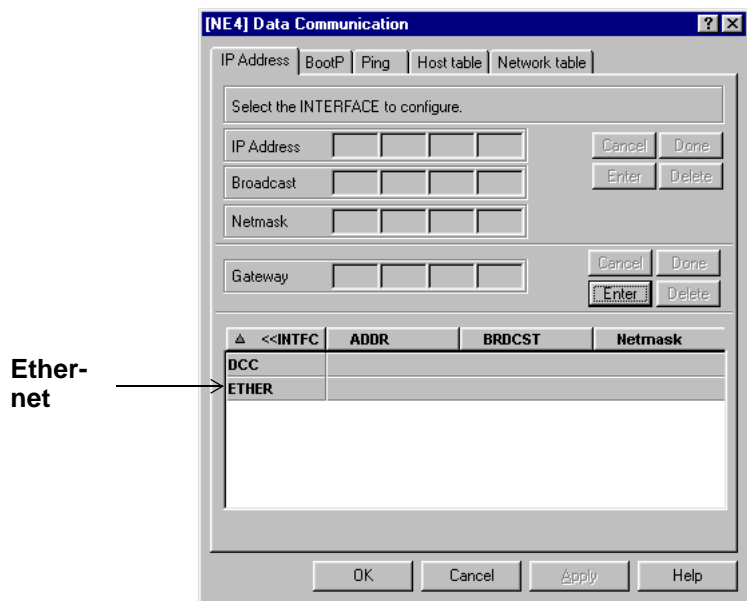 [NE4] Data Communication
IP Address BootP Ping Host table Network table
Select the INTERFACE to configure.
IP Address
Cancel Done
Broadcast
Enter Delete
Netmask
Gateway
Cancel Done
Enter Delete
<<INTFC ADDR BRDCST Netmask
DCC
ETHER
Ether-
net
OK Cancel Apply Help